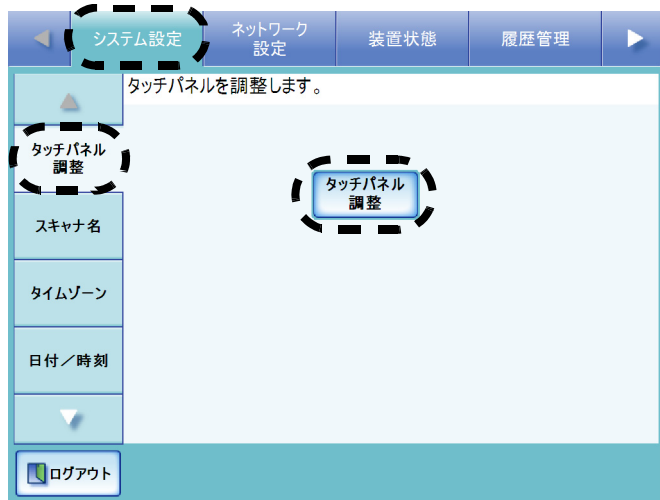 システム設定
ネットワーク
設定
装置状態
履歴管理
タッチパネルを調整します。
タッチパネル
調整
タッチパネル
調整
スキャナ名
タイムゾーン
日付／時刻
ログアウト